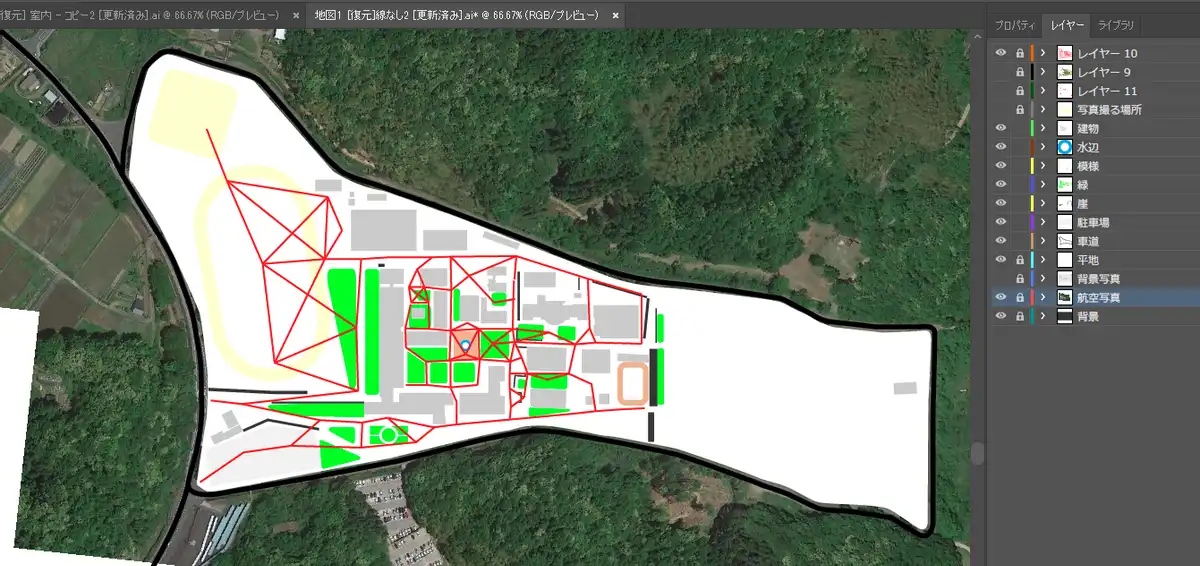 復元] 室内 - コピー2 [更新済み].ai @ 66.67% (RGB/プレビュー) ×
地図1 [復元]線なし2 [更新済み].ai* @ 66.67% (RGB/プレビュー) ×
プロパティ レイヤー ライブラリ
レイヤー 10
レイヤー 9
レイヤー 11
写真撮る場所
建物
水辺
模様
緑
崖
駐車場
車道
平地
背景写真
航空写真
背景